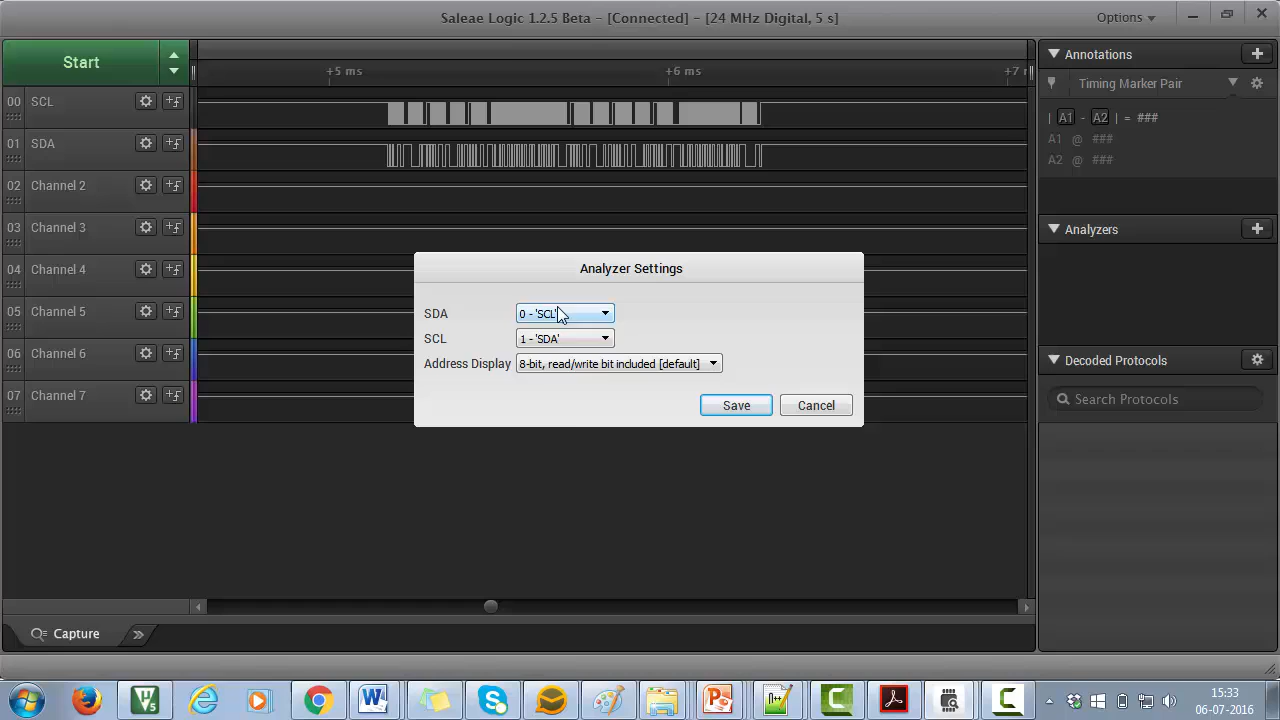 Saleae Logic 1.2.5 Beta - [Connected] - [24 MHz Digital, 5 s]
Options
Start
+5 ms
+6 ms
+7 m
00 SCL
01 SDA
02 Channel 2
03 Channel 3
04 Channel 4
05 Channel 5
06 Channel 6
07 Channel 7
Annotations
Timing Marker Pair
| A1 - A2 | = ###
A1 @ ###
A2 @ ###
Analyzers
Decoded Protocols
Search Protocols
Analyzer Settings
SDA 0 - 'SCL'
SCL 1 - 'SDA'
Address Display 8-bit, read/write bit included [default]
Save Cancel
Capture
15:33
06-07-2016